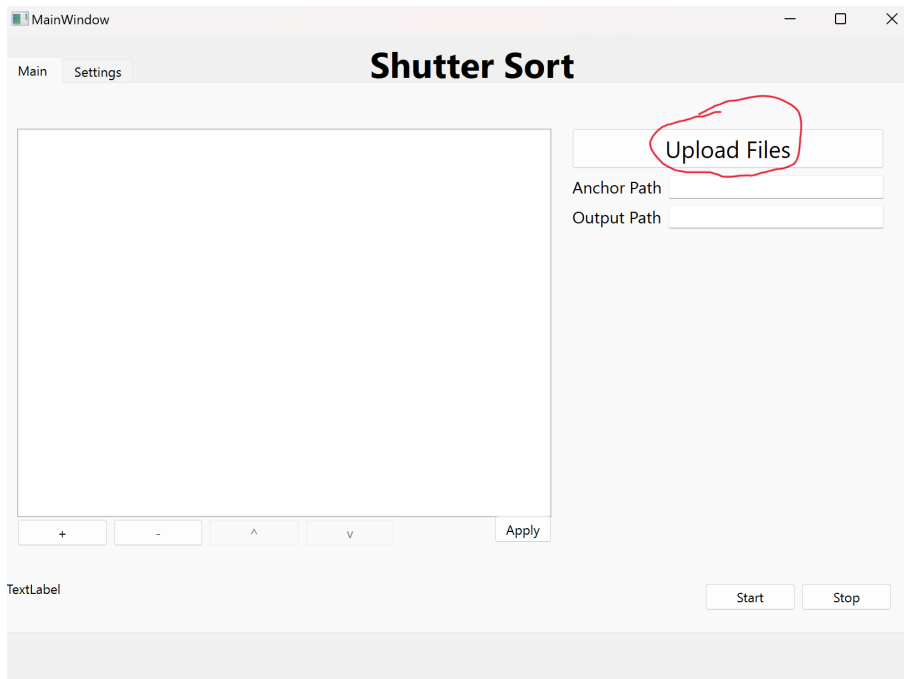 MainWindow
Shutter Sort
Main Settings
Upload Files
Anchor Path
Output Path
+ - ^ v Apply
TextLabel
Start Stop